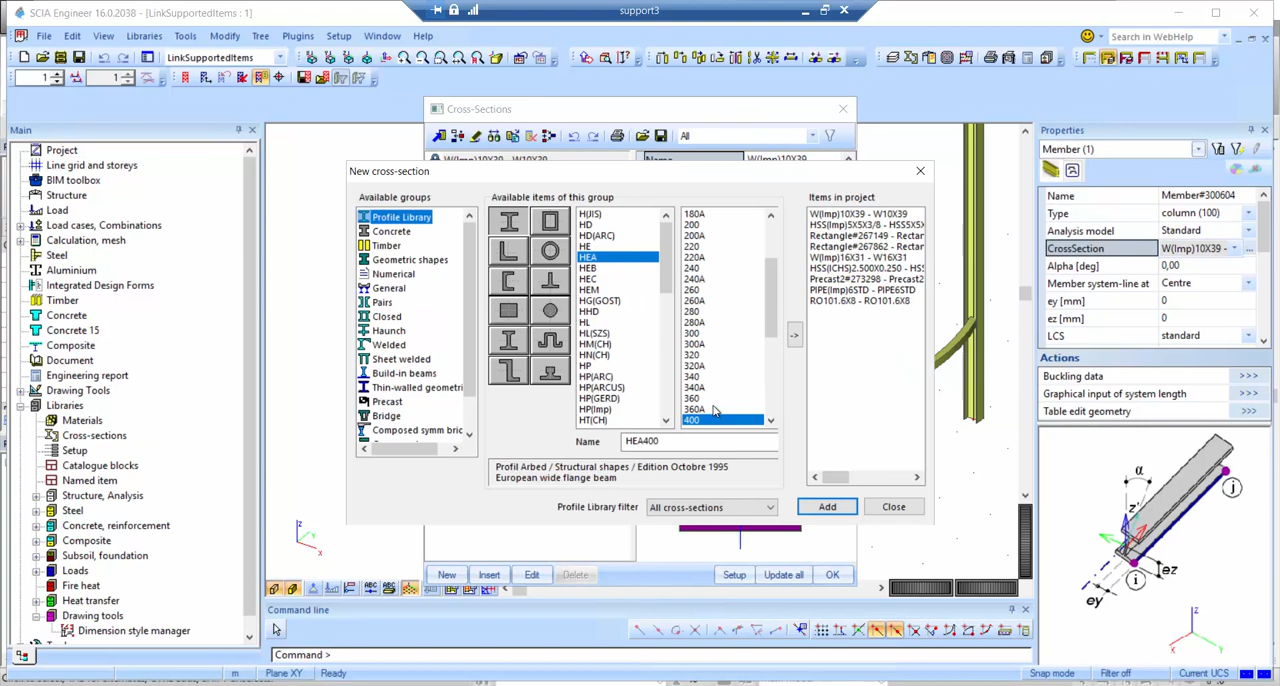 SCIA Engineer 16.0.2038 - [LinkSupportedItems : 1]
support3
File Edit View Libraries Tools Modify Tree Plugins Setup Window Help
Search in WebHelp
LinkSupportedItems
1
1
Main
Project
Line grid and storeys
BIM toolbox
Structure
Load
Load cases, Combinations
Calculation, mesh
Steel
Aluminium
Integrated Design Forms
Timber
Concrete
Concrete 15
Composite
Document
Engineering report
Drawing Tools
Libraries
Materials
Cross-sections
Setup
Catalogue blocks
Named items
Structure, Analysis
Steel
Concrete, reinforcement
Composite
Subsoil, foundation
Loads
Fire heat
Heat transfer
Drawing tools
Dimension style manager
Cross-Sections
All
New cross-section
Available groups
Profile Library
Concrete
Timber
Geometric shapes
Numerical
General
Pairs
Closed
Haunch
Welded
Sheet welded
Build-in beams
Thin-walled geometri
Precast
Bridge
Composed symm bric
Available items of this group
H(JIS)
HD
HD(ARC)
HE
HEA
HEB
HEC
HEM
HG(GOST)
HHD
HL
HL(SZS)
HM(CH)
HN(CH)
HP
HP(ARC)
HP(ARCUS)
HP(GERD)
HP(Imp)
HT(CH)
180A
200
200A
220
220A
240
240A
260
260A
280
280A
300
300A
320
320A
340
340A
360
360A
400
->
Items in project
W(Imp)10X39 - W10X39
HSS(Imp)5X5X3/8 - HSS5X5X
Rectangle#267149 - Rectan
Rectangle#267862 - Rectan
W(Imp)16X31 - W16X31
HSS(ICHS)2.500X0.250 - HSS
Precast2#273298 - Precast2
PIPE(Imp)6STD - PIPE6STD
RO101.6X8 - RO101.6X8
Name HEA400
Profil Arbed / Structural shapes / Edition Octobre 1995
European wide flange beam
Profile Library filter All cross-sections
Add Close
New Insert Edit Delete Setup Update all OK
Properties
Member (1)
Name Member#300604
Type column (100)
Analysis model Standard
CrossSection W(Imp)10X39 - ...
Alpha [deg] 0,00
Member system-line at Centre
ey [mm] 0
ez [mm] 0
LCS standard
Actions
Buckling data >>>
Graphical input of system length >>>
Table edit geometry >>>
α
z'
j
i
ez
ey
z
y
x
z
x
Command line
Command >
m Plane XY Ready Snap mode Filter off Current UCS